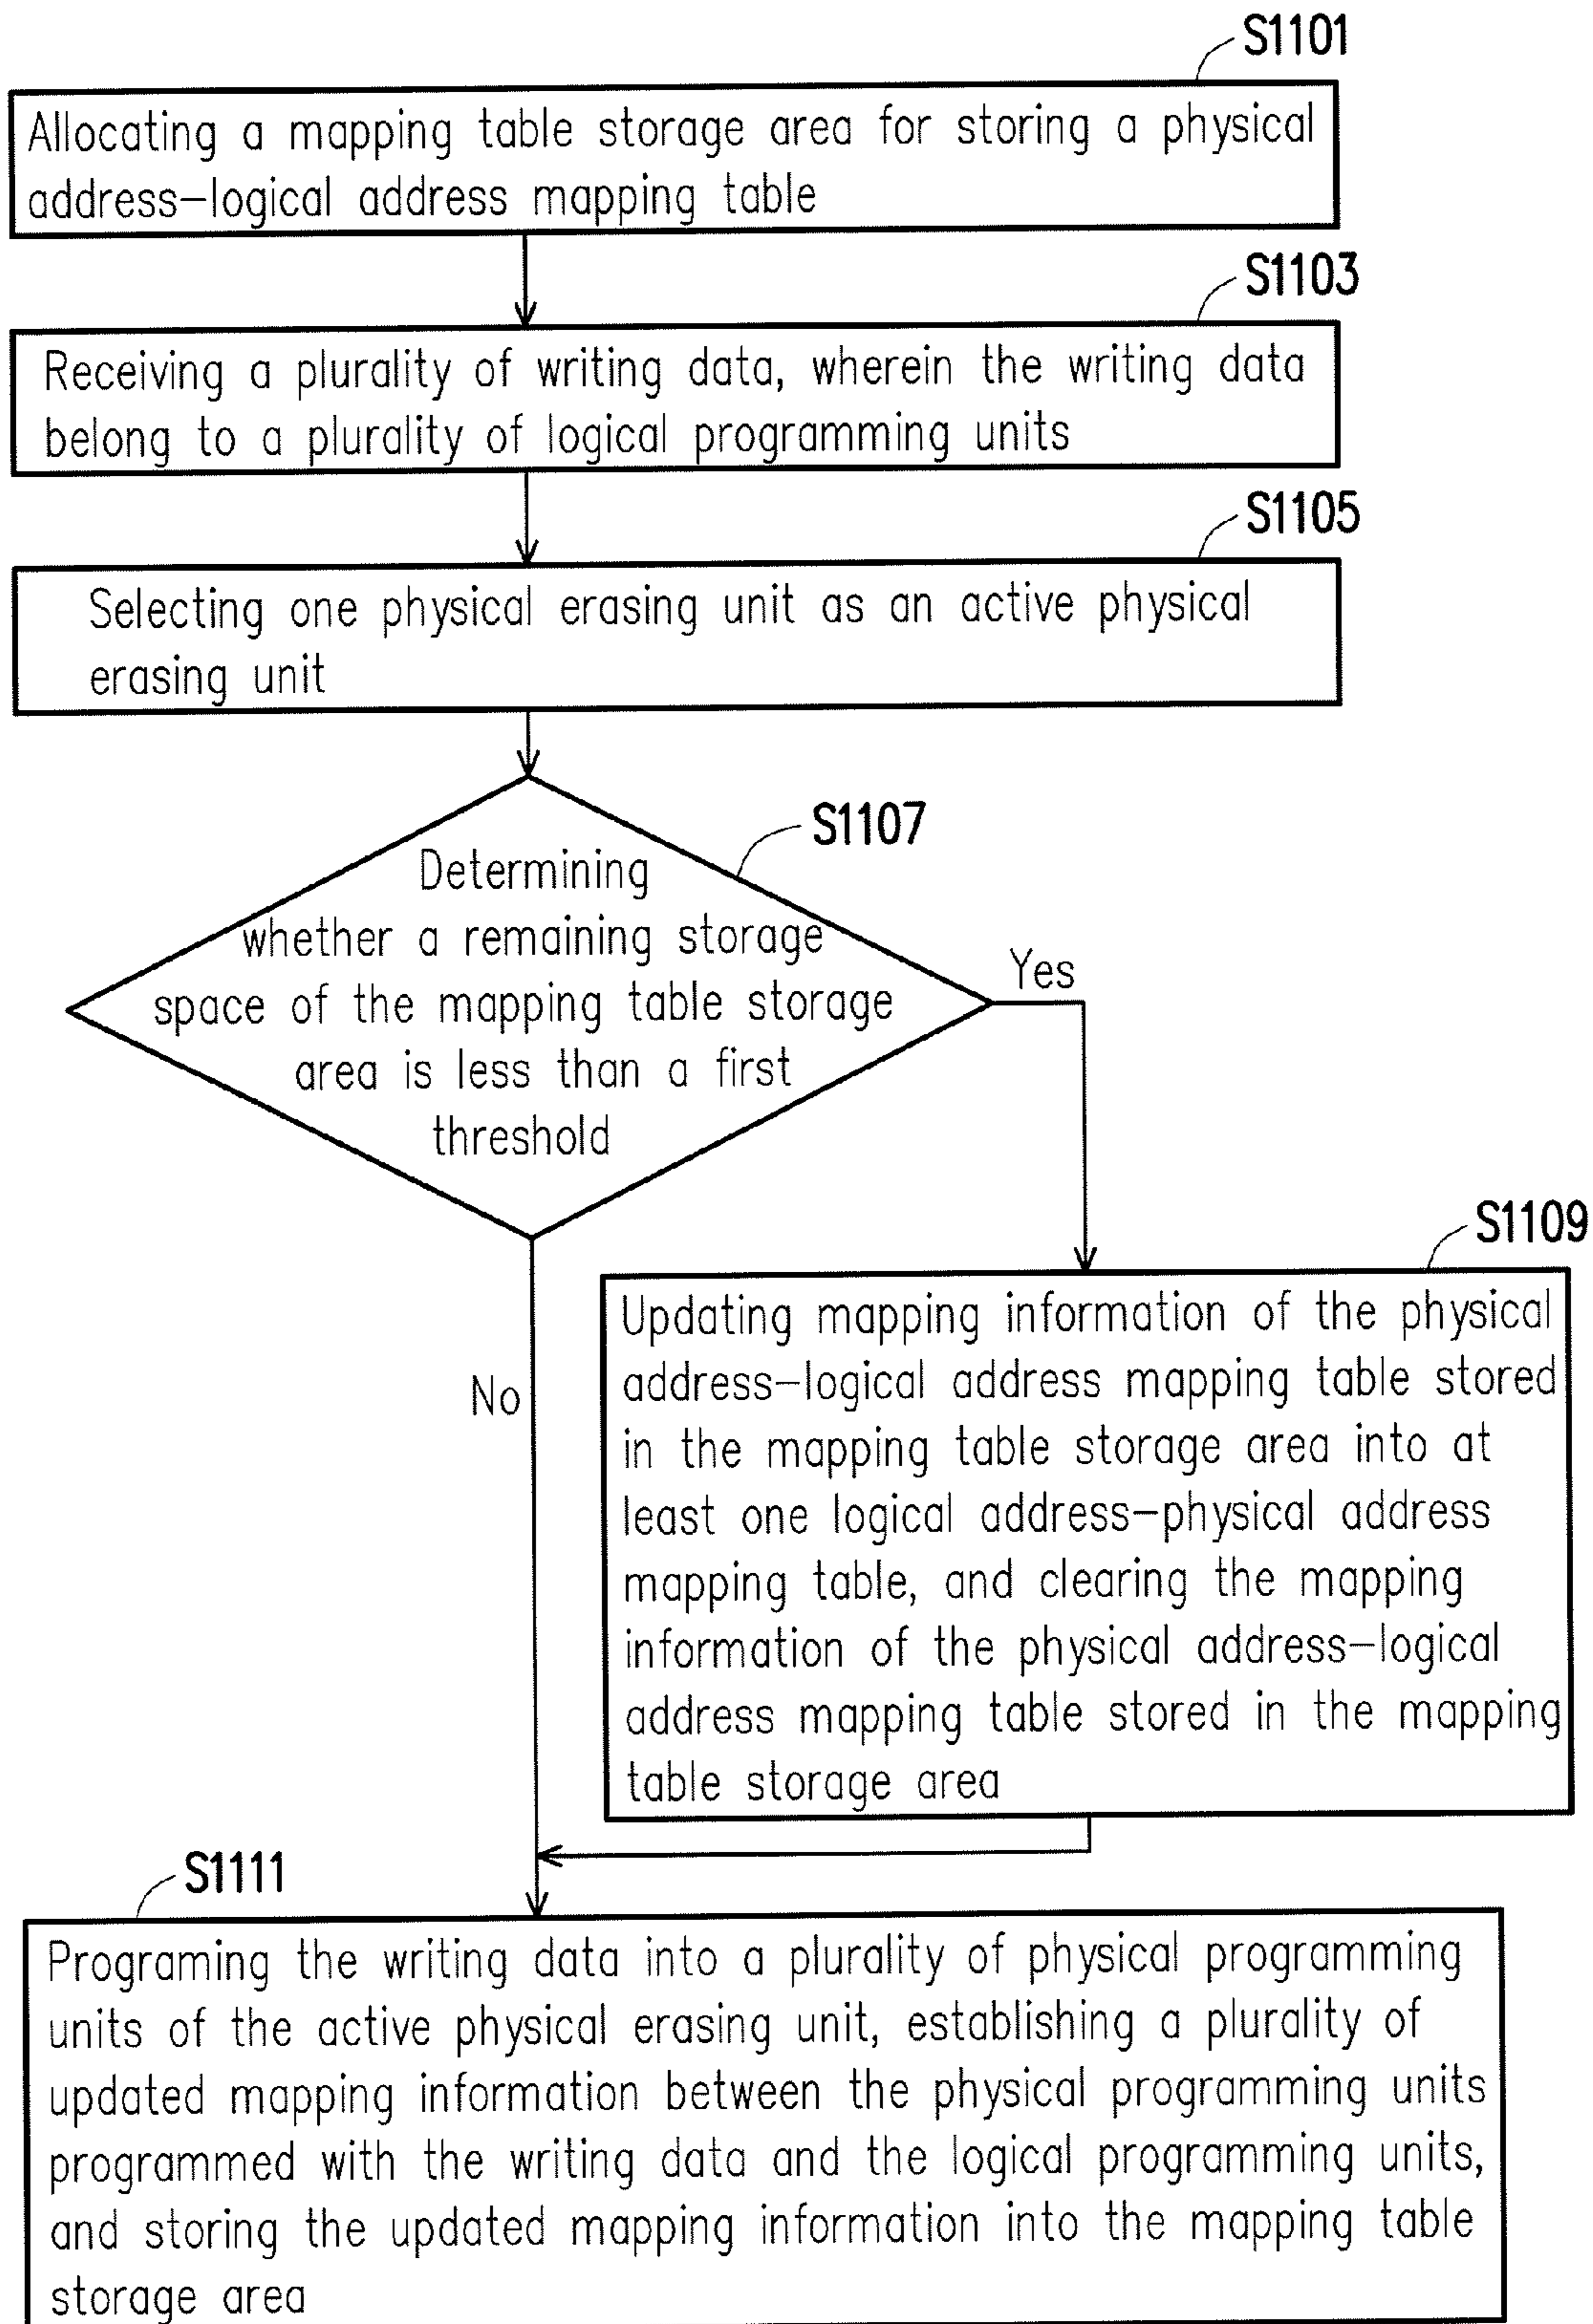 S1101
Allocating a mapping table storage area for storing a physical
address-logical address mapping table
S1103
Receiving a plurality of writing data, wherein the writing data
belong to a plurality of logical programming units
S1105
Selecting one physical erasing unit as an active physical
erasing unit
S1107
Determining
whether a remaining storage
space of the mapping table storage
area is less than a first
threshold
Yes
No
S1109
Updating mapping information of the physical
address-logical address mapping table stored
in the mapping table storage area into at
least one logical address-physical address
mapping table, and clearing the mapping
information of the physical address-logical
address mapping table stored in the mapping
table storage area
S1111
Programing the writing data into a plurality of physical programming
units of the active physical erasing unit, establishing a plurality of
updated mapping information between the physical programming units
programmed with the writing data and the logical programming units,
and storing the updated mapping information into the mapping table
storage area